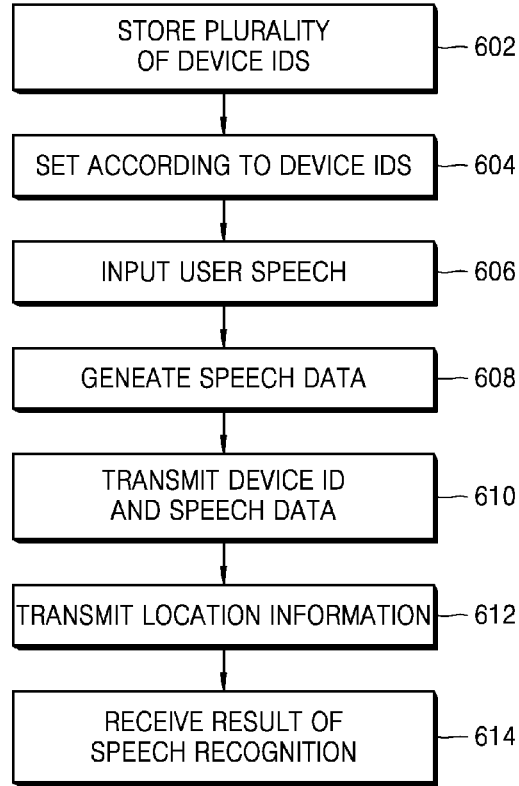 STORE PLURALITY
OF DEVICE IDS
602
SET ACCORDING TO DEVICE IDS
604
INPUT USER SPEECH
606
GENEATE SPEECH DATA
608
TRANSMIT DEVICE ID
AND SPEECH DATA
610
TRANSMIT LOCATION INFORMATION
612
RECEIVE RESULT OF
SPEECH RECOGNITION
614